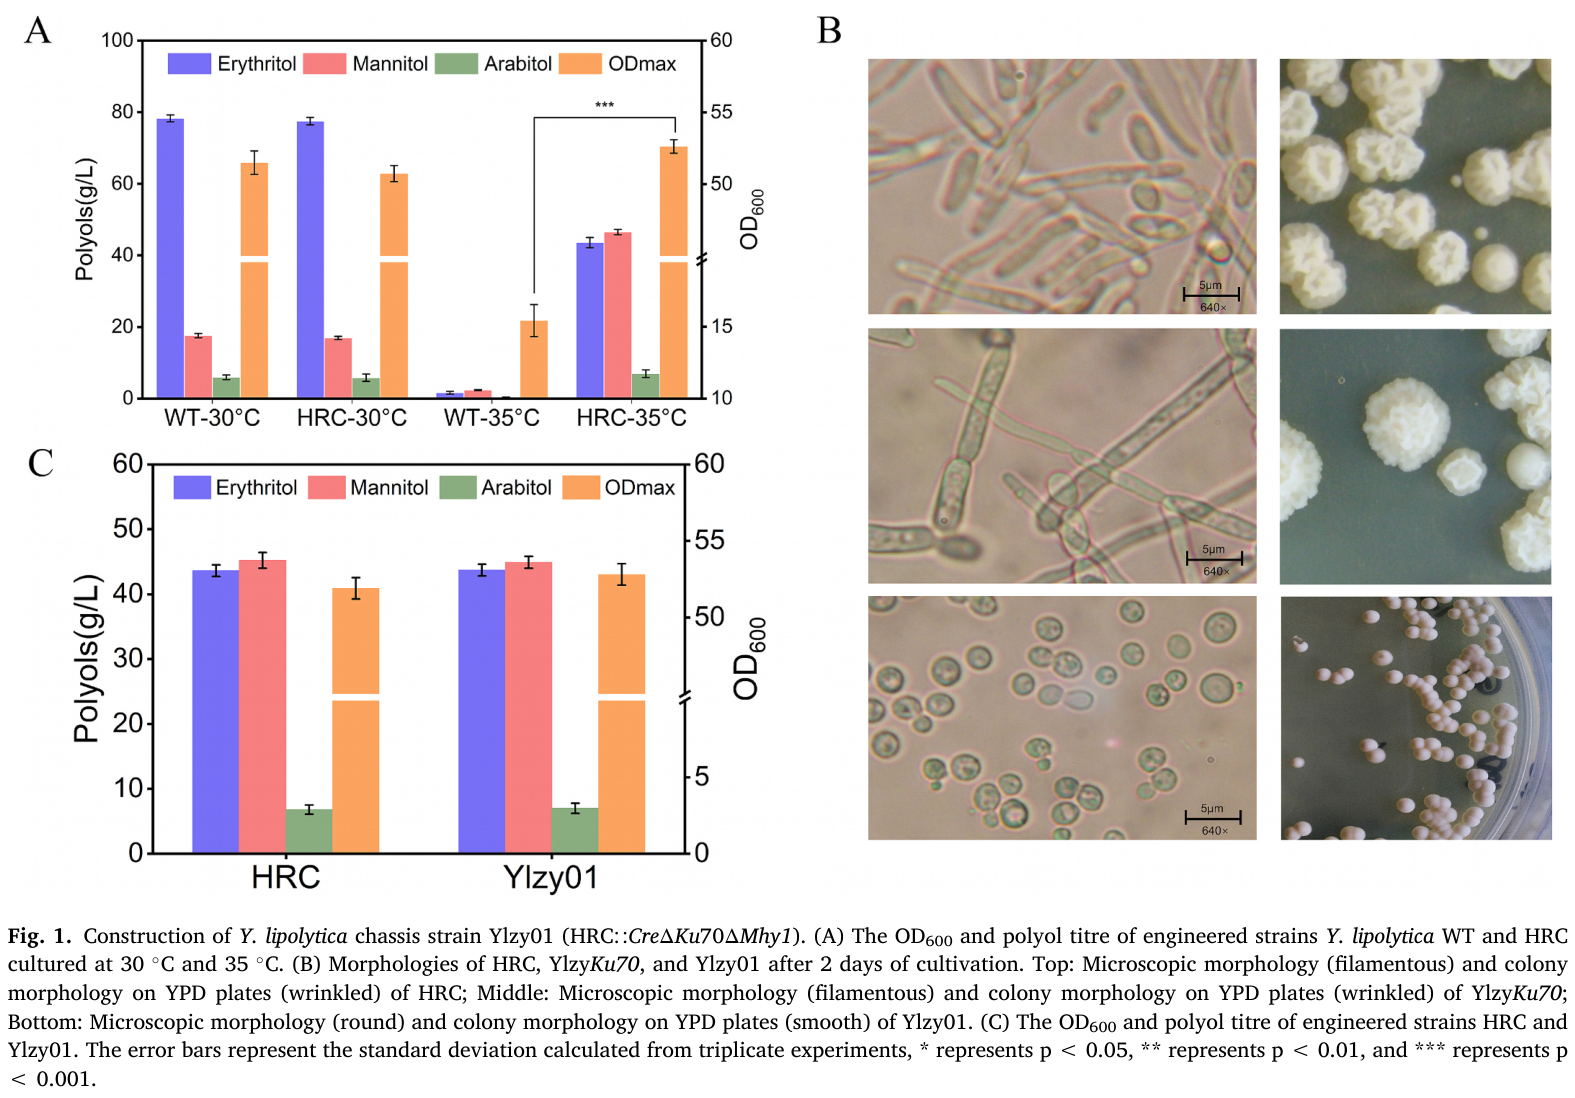 A
B
100
80
60
40
20
0
Polyols(g/L)
Erythritol Mannitol Arabitol ODmax
***
60
55
50
15
10
OD600
WT-30°C HRC-30°C WT-35°C HRC-35°C
5μm
640×
5μm
640×
5μm
640×
C
60
50
40
30
20
10
0
Polyols(g/L)
Erythritol Mannitol Arabitol ODmax
60
55
50
5
0
OD600
HRC Ylzy01
Fig. 1. Construction of Y. lipolytica chassis strain Ylzy01 (HRC::CreΔKu70ΔMhy1). (A) The OD600 and polyol titre of engineered strains Y. lipolytica WT and HRC
cultured at 30 °C and 35 °C. (B) Morphologies of HRC, YlzyKu70, and Ylzy01 after 2 days of cultivation. Top: Microscopic morphology (filamentous) and colony
morphology on YPD plates (wrinkled) of HRC; Middle: Microscopic morphology (filamentous) and colony morphology on YPD plates (wrinkled) of YlzyKu70;
Bottom: Microscopic morphology (round) and colony morphology on YPD plates (smooth) of Ylzy01. (C) The OD600 and polyol titre of engineered strains HRC and
Ylzy01. The error bars represent the standard deviation calculated from triplicate experiments, * represents p < 0.05, ** represents p < 0.01, and *** represents p
< 0.001.